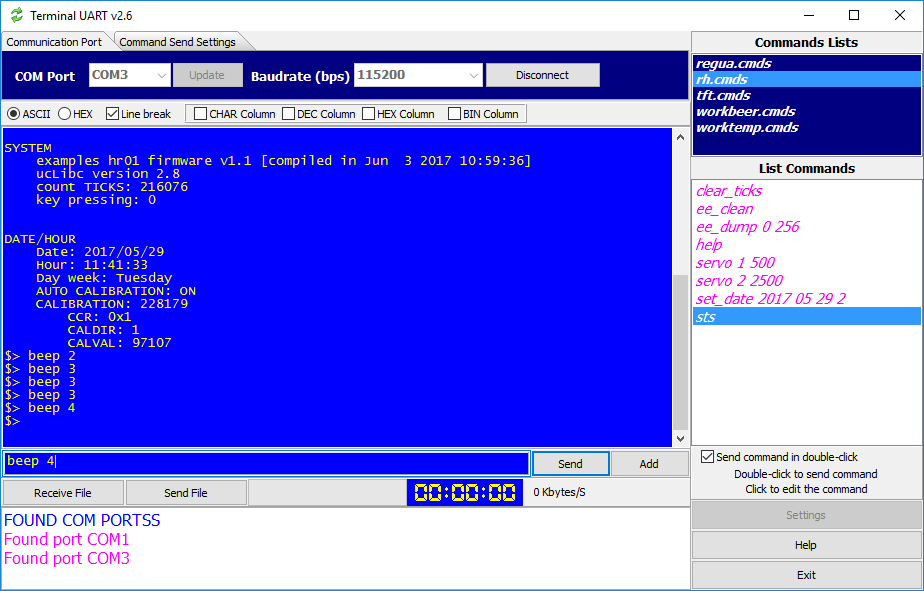 Terminal UART v2.6
Communication Port
Command Send Settings
COM Port
COM3
Update
Baudrate (bps)
115200
Disconnect
ASCII
HEX
Line break
CHAR Column
DEC Column
HEX Column
BIN Column
SYSTEM
examples hr01 firmware v1.1 [compiled in Jun  3 2017 10:59:36]
ucLibc version 2.8
count TICKS: 216076
key pressing: 0
DATE/HOUR
Date: 2017/05/29
Hour: 11:41:33
Day week: Tuesday
AUTO CALIBRATION: ON
CALIBRATION: 228179
CCR: 0x1
CALDIR: 1
CALVAL: 97107
$> beep 2
$> beep 3
$> beep 3
$> beep 3
$> beep 4
$>
beep 4
Send
Add
Receive File
Send File
00:00:00
0 Kbytes/S
FOUND COM PORTSS
Found port COM1
Found port COM3
Commands Lists
regua.cmds
rh.cmds
tft.cmds
workbeer.cmds
worktemp.cmds
List Commands
clear_ticks
ee_clean
ee_dump 0 256
help
servo 1 500
servo 2 2500
set_date 2017 05 29 2
sts
Send command in double-click
Double-click to send command
Click to edit the command
Settings
Help
Exit